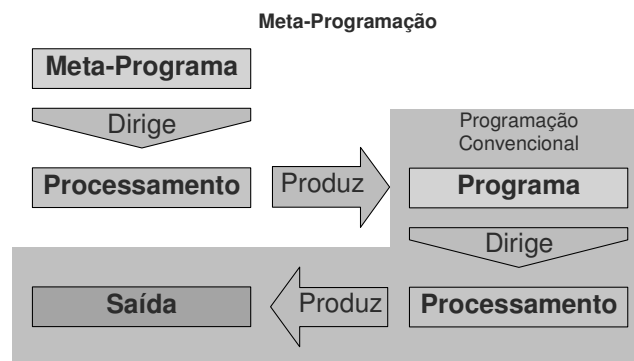 Meta-Programação
Meta-Programa
Dirige
Processamento
Produz
Programação
Convencional
Programa
Dirige
Processamento
Produz
Saída